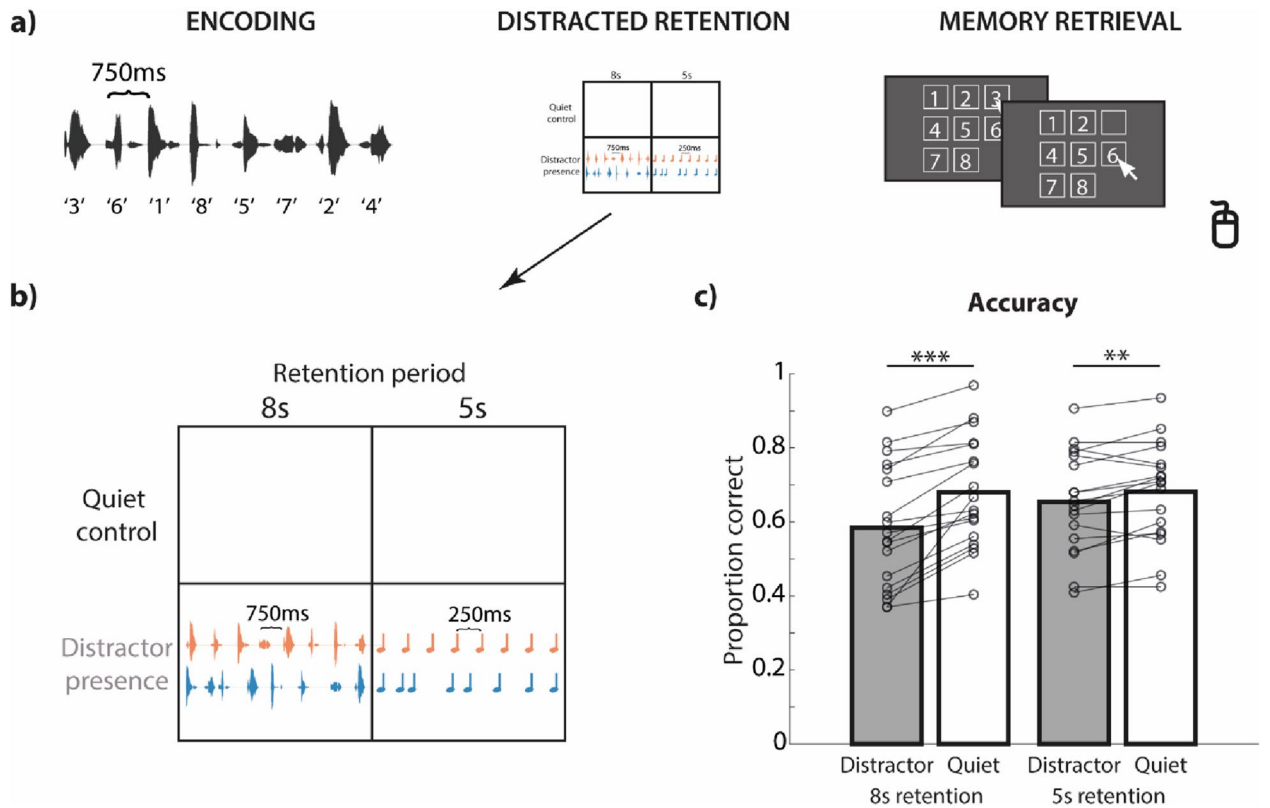 a)
ENCODING
DISTRACTED RETENTION
MEMORY RETRIEVAL
750ms
'3' '6' '1' '8' '5' '7' '2' '4'
8s 5s
Quiet
control
Distractor
presence
750ms 250ms
1 2 3
4 5 6
7 8
1 2
4 5 6
7 8
b)
Retention period
8s 5s
Quiet
control
Distractor
presence
750ms 250ms
c)
Accuracy
*** **
Proportion correct
1
0.8
0.6
0.4
0.2
0
Distractor Quiet Distractor Quiet
8s retention 5s retention